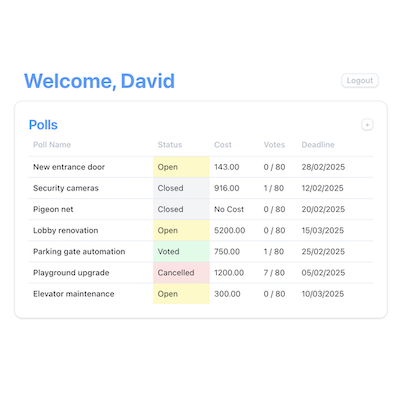 Welcome, David
Logout
Polls
+
Poll Name Status Cost Votes Deadline
New entrance door Open 143.00 0 / 80 28/02/2025
Security cameras Closed 916.00 1 / 80 12/02/2025
Pigeon net Closed No Cost 0 / 80 20/02/2025
Lobby renovation Open 5200.00 0 / 80 15/03/2025
Parking gate automation Voted 750.00 1 / 80 25/02/2025
Playground upgrade Cancelled 1200.00 7 / 80 05/02/2025
Elevator maintenance Open 300.00 0 / 80 10/03/2025